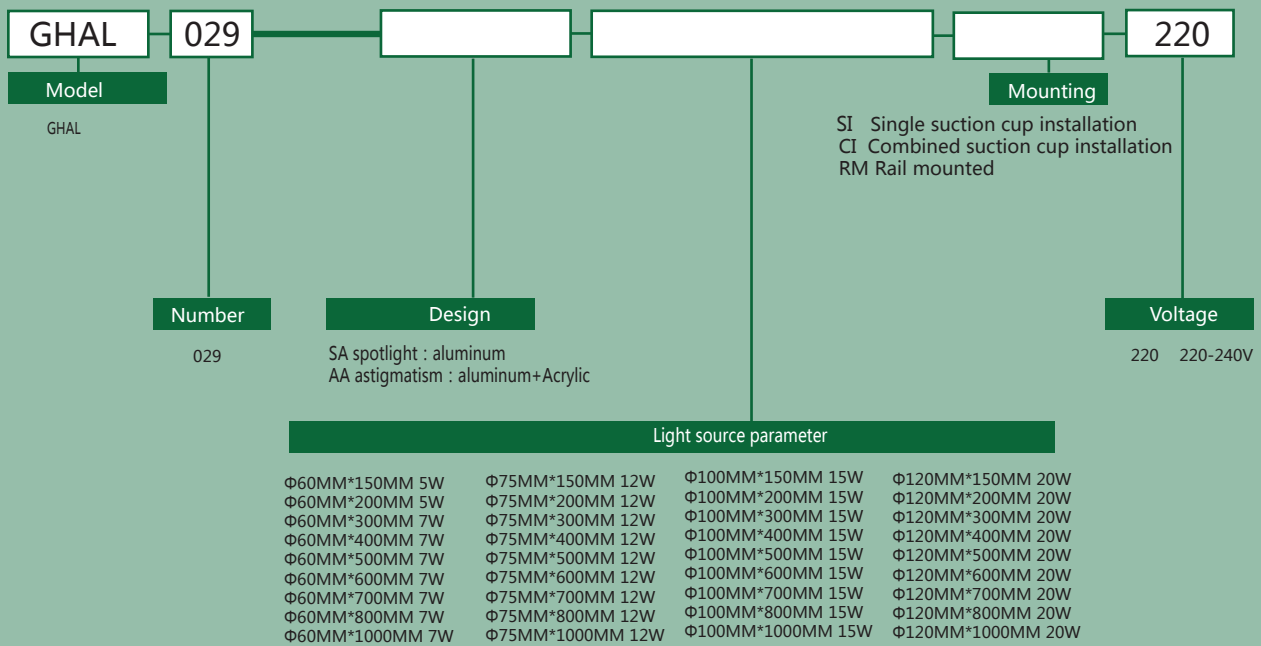 GHAL
029
220
Model
GHAL
Mounting
SI Single suction cup installation
CI Combined suction cup installation
RM Rail mounted
Number
029
Design
SA spotlight : aluminum
AA astigmatism : aluminum+Acrylic
Voltage
220 220-240V
Light source parameter
Φ60MM*150MM 5W
Φ60MM*200MM 5W
Φ60MM*300MM 7W
Φ60MM*400MM 7W
Φ60MM*500MM 7W
Φ60MM*600MM 7W
Φ60MM*700MM 7W
Φ60MM*800MM 7W
Φ60MM*1000MM 7W
Φ75MM*150MM 12W
Φ75MM*200MM 12W
Φ75MM*300MM 12W
Φ75MM*400MM 12W
Φ75MM*500MM 12W
Φ75MM*600MM 12W
Φ75MM*700MM 12W
Φ75MM*800MM 12W
Φ75MM*1000MM 12W
Φ100MM*150MM 15W
Φ100MM*200MM 15W
Φ100MM*300MM 15W
Φ100MM*400MM 15W
Φ100MM*500MM 15W
Φ100MM*600MM 15W
Φ100MM*700MM 15W
Φ100MM*800MM 15W
Φ100MM*1000MM 15W
Φ120MM*150MM 20W
Φ120MM*200MM 20W
Φ120MM*300MM 20W
Φ120MM*400MM 20W
Φ120MM*500MM 20W
Φ120MM*600MM 20W
Φ120MM*700MM 20W
Φ120MM*800MM 20W
Φ120MM*1000MM 20W